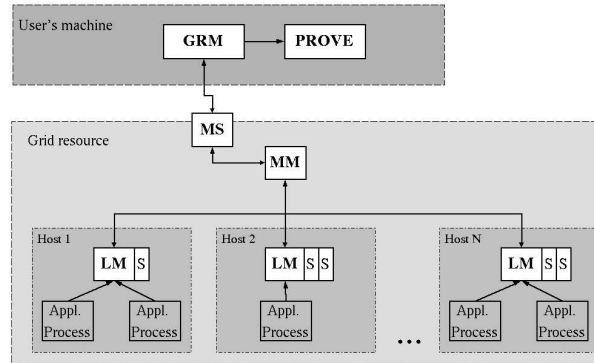 User's machine
GRM
PROVE
MS
Grid resource
MM
Host 1
LM S
Appl.
Process
Appl.
Process
Host 2
LM S S
Appl.
Process
...
Host N
LM S S
Appl.
Process
Appl.
Process